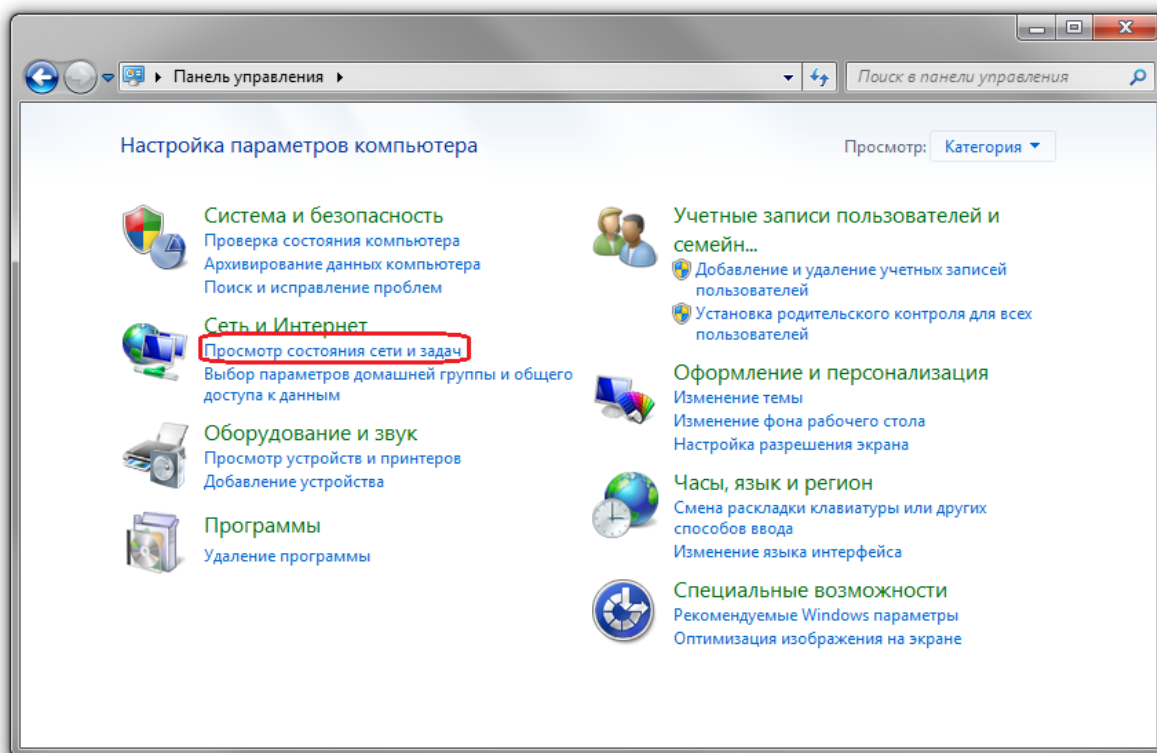 Панель управления
Поиск в панели управления
Настройка параметров компьютера
Просмотр: Категория
Система и безопасность
Проверка состояния компьютера
Архивирование данных компьютера
Поиск и исправление проблем
Сеть и Интернет
Просмотр состояния сети и задач
Выбор параметров домашней группы и общего
доступа к данным
Оборудование и звук
Просмотр устройств и принтеров
Добавление устройства
Программы
Удаление программы
Учетные записи пользователей и
семейн...
Добавление и удаление учетных записей
пользователей
Установка родительского контроля для всех
пользователей
Оформление и персонализация
Изменение темы
Изменение фона рабочего стола
Настройка разрешения экрана
Часы, язык и регион
Смена раскладки клавиатуры или других
способов ввода
Изменение языка интерфейса
Специальные возможности
Рекомендуемые Windows параметры
Оптимизация изображения на экране